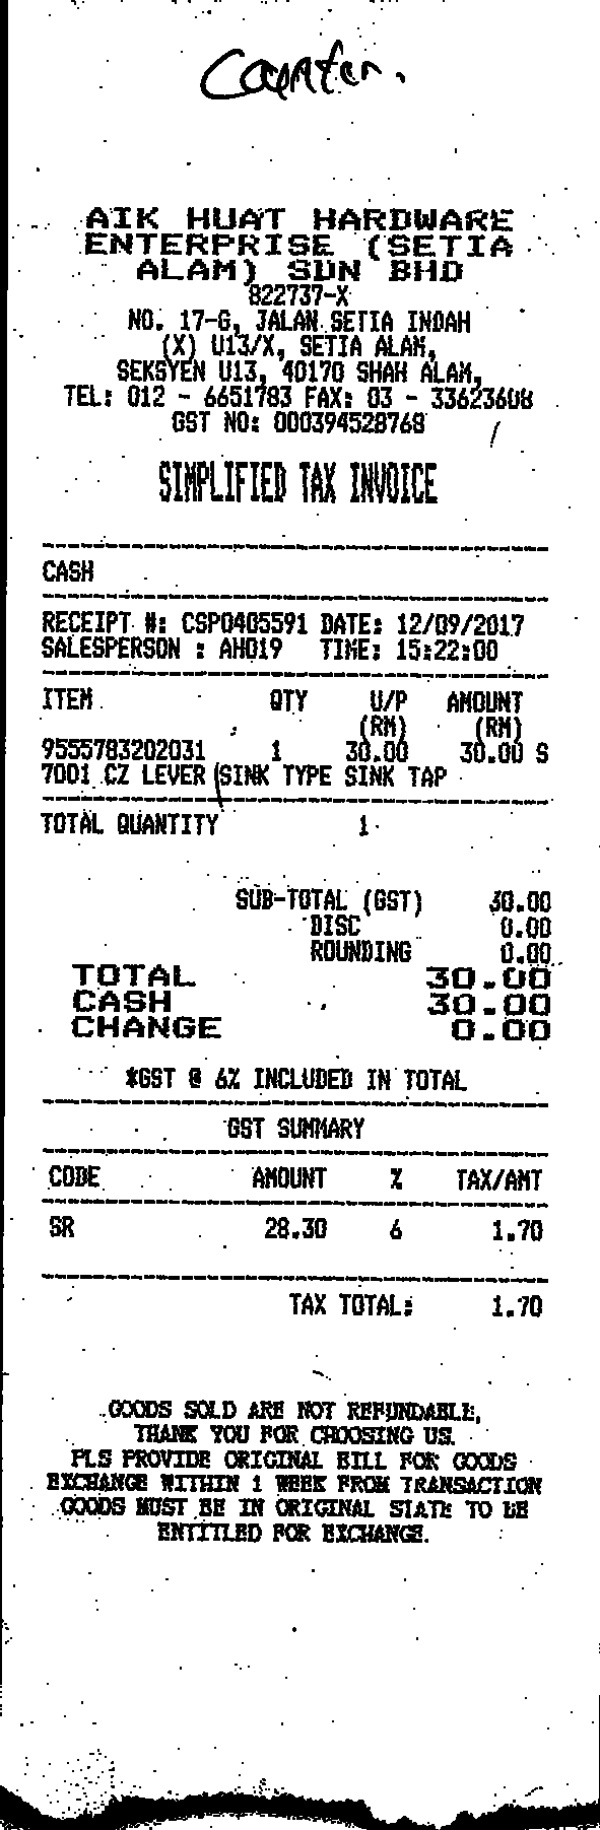 Counter.
AIK HUAT HARDWARE
ENTERPRISE (SETIA
ALAM) SDN BHD
822737-X
NO. 17-G, JALAN SETIA INDAH
(X) U13/X, SETIA ALAM,
SEKSYEN U13, 40170 SHAH ALAM,
TEL: 012 - 6651783 FAX: 03 - 33623608
GST NO: 000394528768
SIMPLIFIED TAX INVOICE
CASH
RECEIPT #: CSP0405591 DATE: 12/09/2017
SALESPERSON : AH019 TIME: 15:22:00
ITEM QTY U/P AMOUNT
(RM) (RM)
9555783202031 1 30.00 30.00 S
7001 CZ LEVER SINK TYPE SINK TAP
TOTAL QUANTITY 1
SUB-TOTAL (GST) 30.00
DISC 0.00
ROUNDING 0.00
TOTAL 30.00
CASH 30.00
CHANGE 0.00
*GST @ 6% INCLUDED IN TOTAL
GST SUMMARY
CODE AMOUNT % TAX/AMT
SR 28.30 6 1.70
TAX TOTAL: 1.70
GOODS SOLD ARE NOT REFUNDABLE,
THANK YOU FOR CHOOSING US.
PLS PROVIDE ORIGINAL BILL FOR GOODS
EXCHANGE WITHIN 1 WEEK FROM TRANSACTION
GOODS MUST BE IN ORIGINAL STATE TO BE
ENTITLED FOR EXCHANGE.